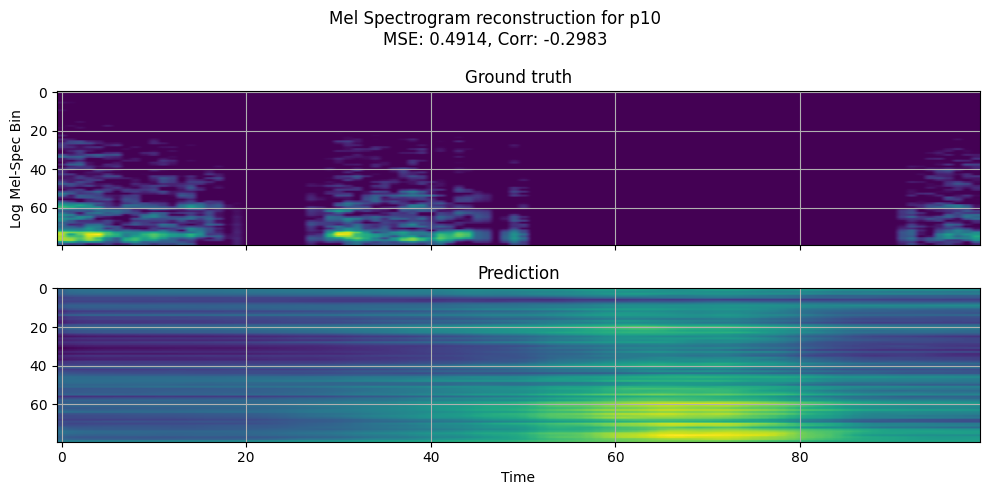 Mel Spectrogram reconstruction for p10
MSE: 0.4914, Corr: -0.2983
Ground truth
0
20
40
60
Log Mel-Spec Bin
Prediction
0
20
40
60
0 20 40 60 80
Time